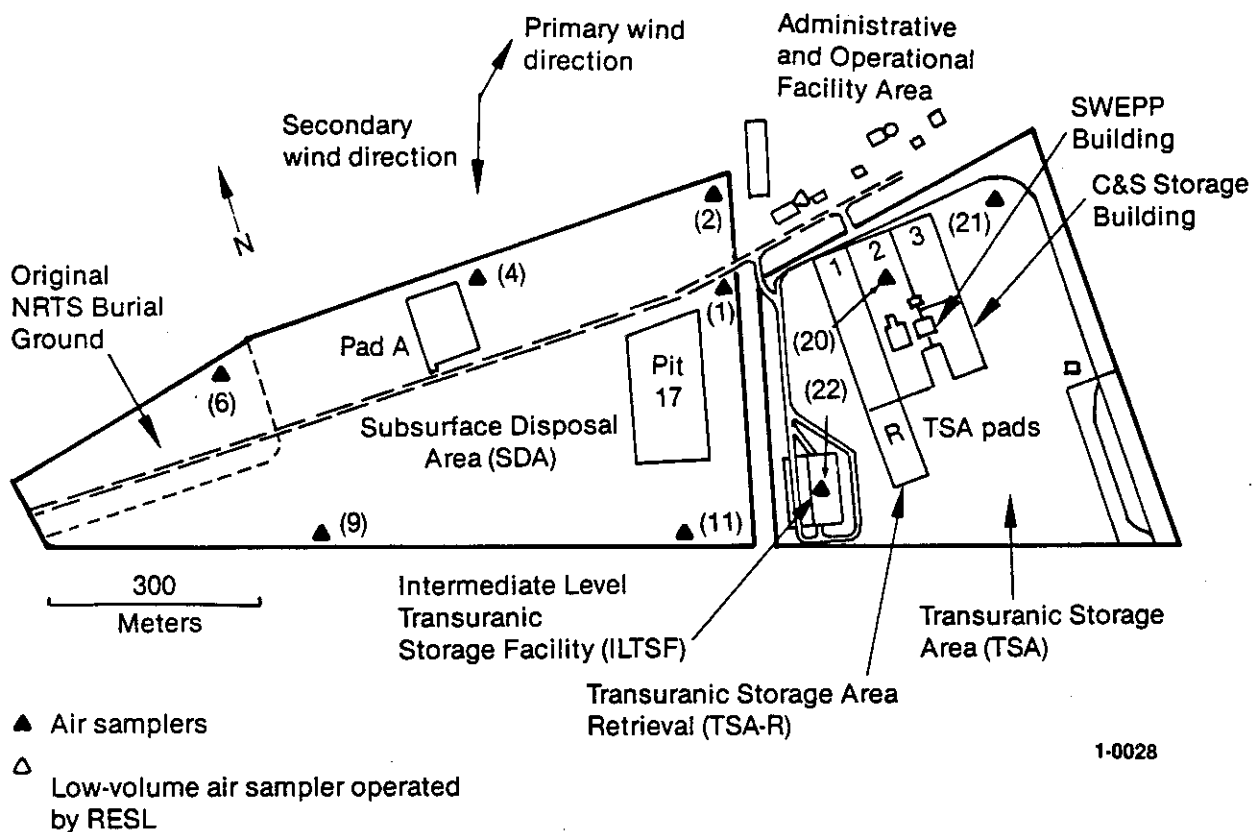 Primary wind
direction
Administrative
and Operational
Facility Area
SWEPP
Building
Secondary
wind direction
C&S Storage
Building
N
(2)
(21)
3
2
1
(4)
Original
NRTS Burial
Ground
(1)
Pad A
(20)
Pit
17
(6)
(22)
Subsurface Disposal
Area (SDA)
R
TSA pads
(9)
(11)
300
Meters
Intermediate Level
Transuranic
Storage Facility (ILTSF)
Transuranic Storage
Area (TSA)
Transuranic Storage Area
Retrieval (TSA-R)
Air samplers
1-0028
Low-volume air sampler operated
by RESL